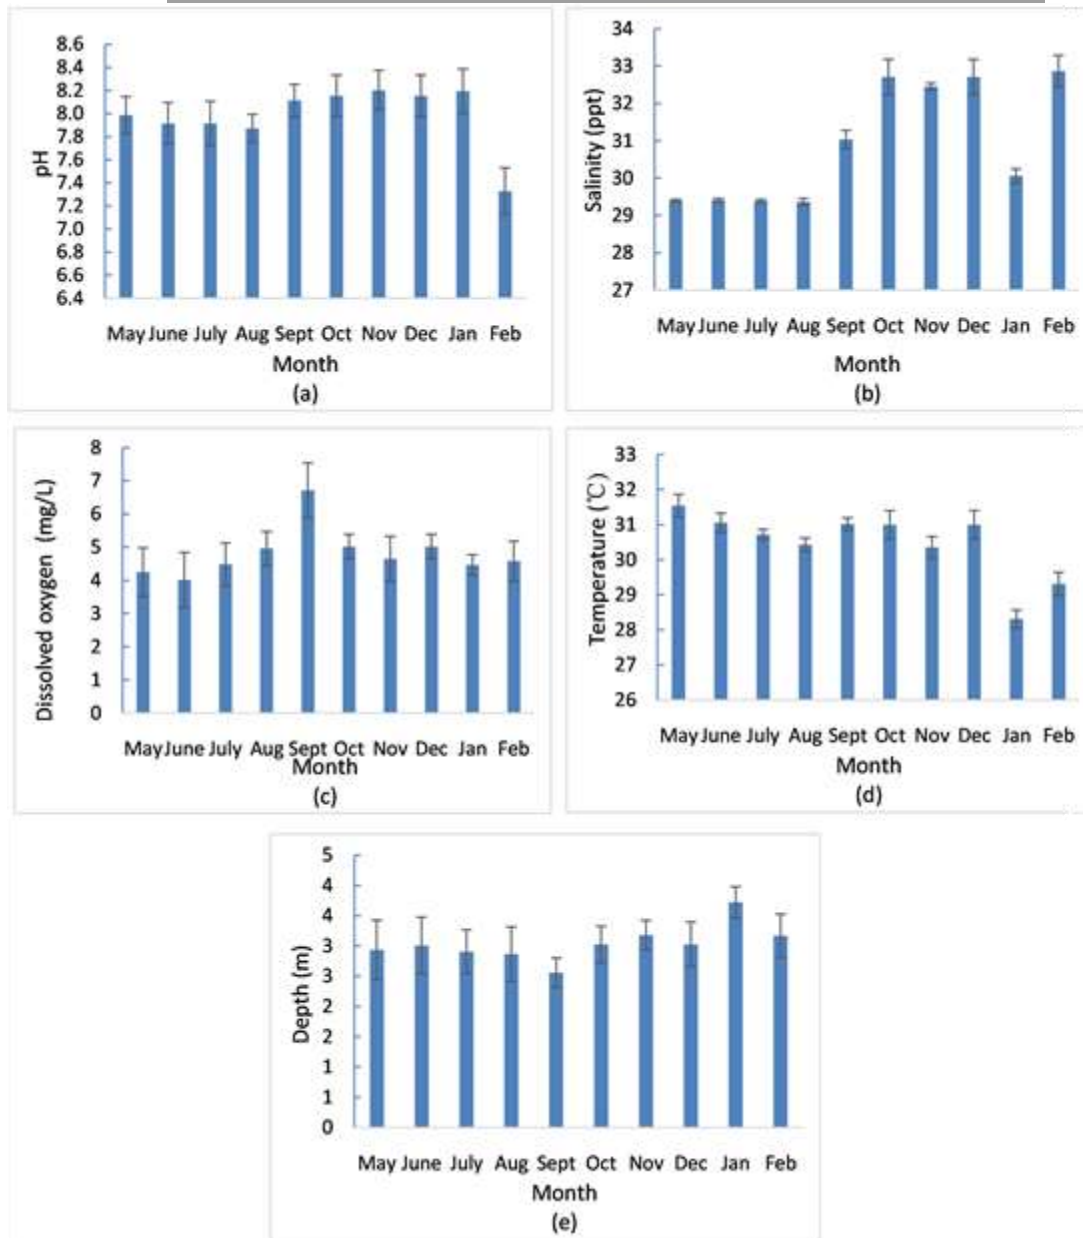 8.6
8.4
8.2
8.0
7.8
7.6
7.4
7.2
7.0
6.8
6.6
6.4
pH
May June July Aug Sept Oct Nov Dec Jan Feb
Month
(a)
34
33
32
31
30
29
28
27
Salinity (ppt)
May June July Aug Sept Oct Nov Dec Jan Feb
Month
(b)
8
7
6
5
4
3
2
1
0
Dissolved oxygen (mg/L)
May June July Aug Sept Oct Nov Dec Jan Feb
Month
(c)
33
32
31
30
29
28
27
26
Temperature (℃)
May June July Aug Sept Oct Nov Dec Jan Feb
Month
(d)
5
4
4
3
3
2
2
1
1
0
Depth (m)
May June July Aug Sept Oct Nov Dec Jan Feb
Month
(e)